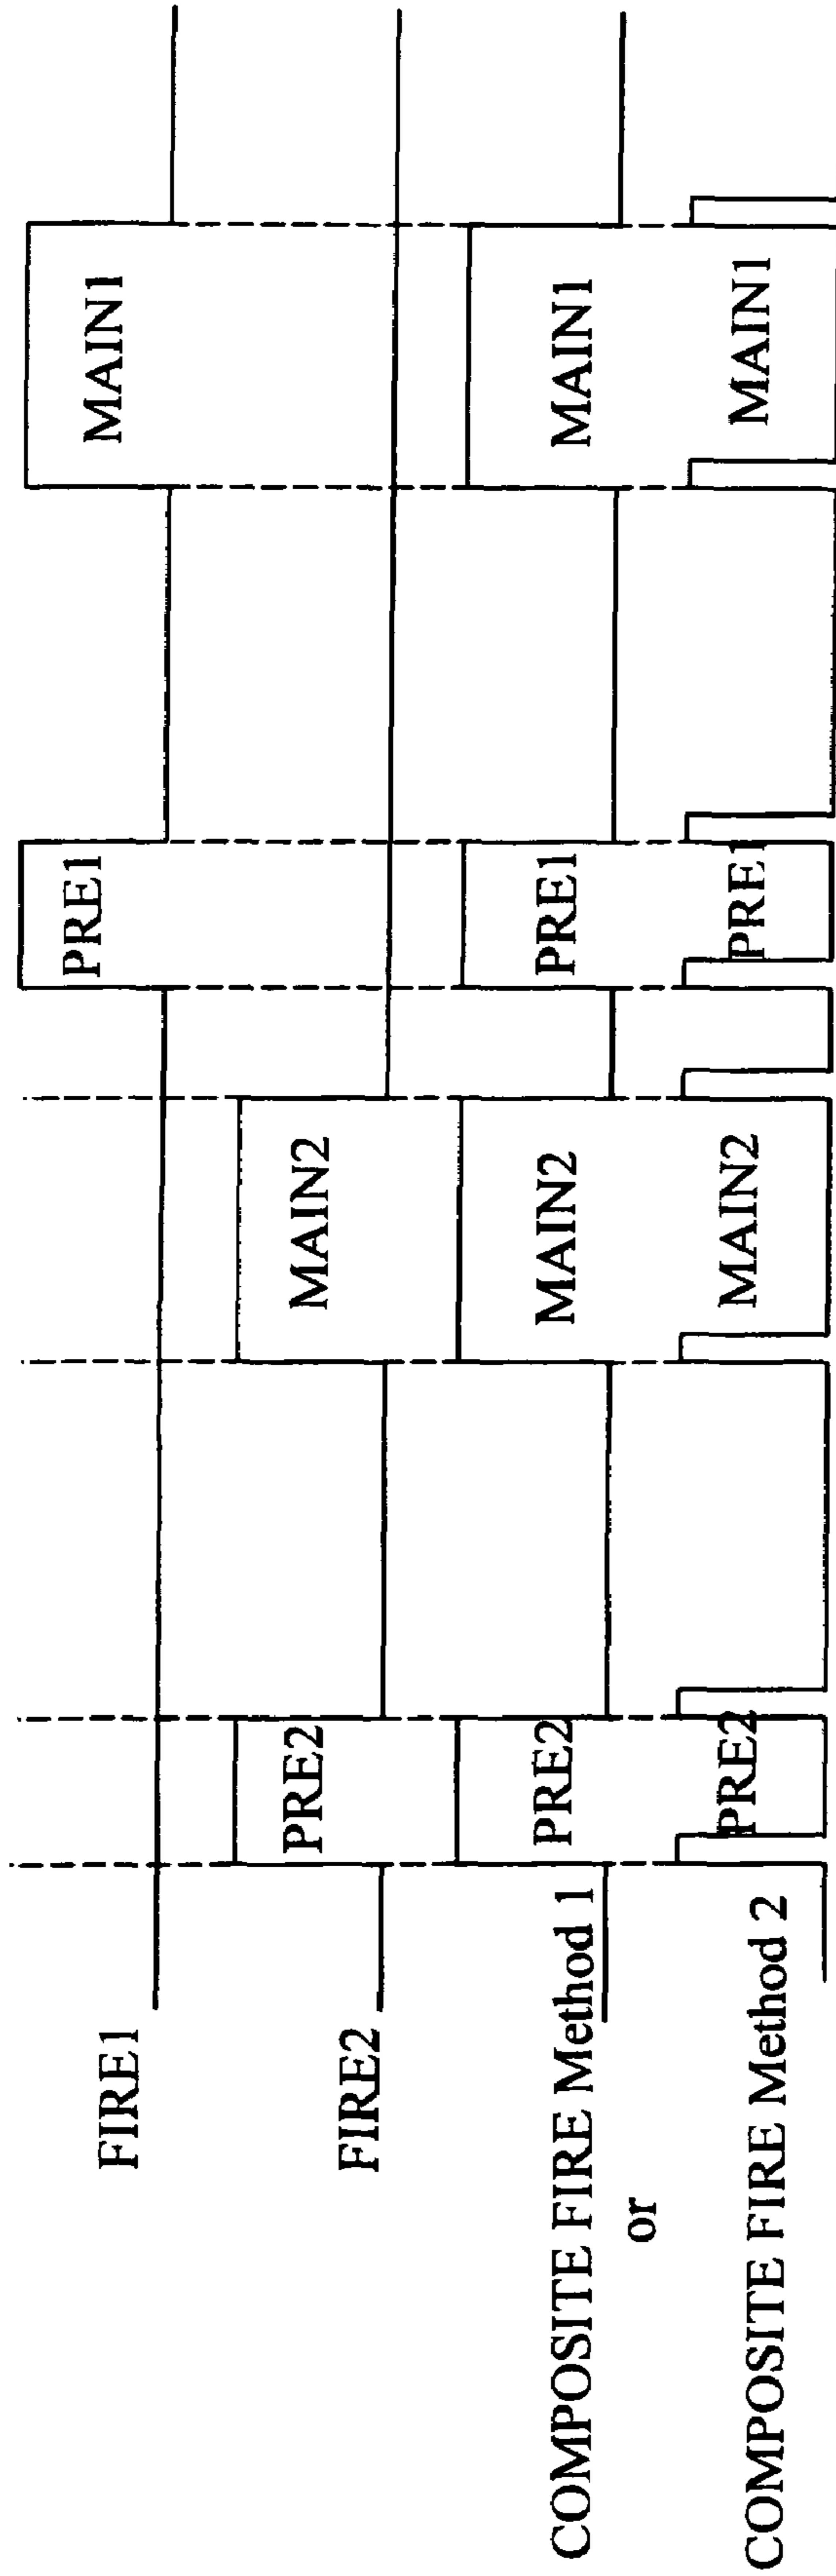 FIRE1
PRE1
MAIN1
FIRE2
PRE2
MAIN2
COMPOSITE FIRE Method 1
PRE2
MAIN2
PRE1
MAIN1
or
COMPOSITE FIRE Method 2
PRE2
MAIN2
PRE1
MAIN1